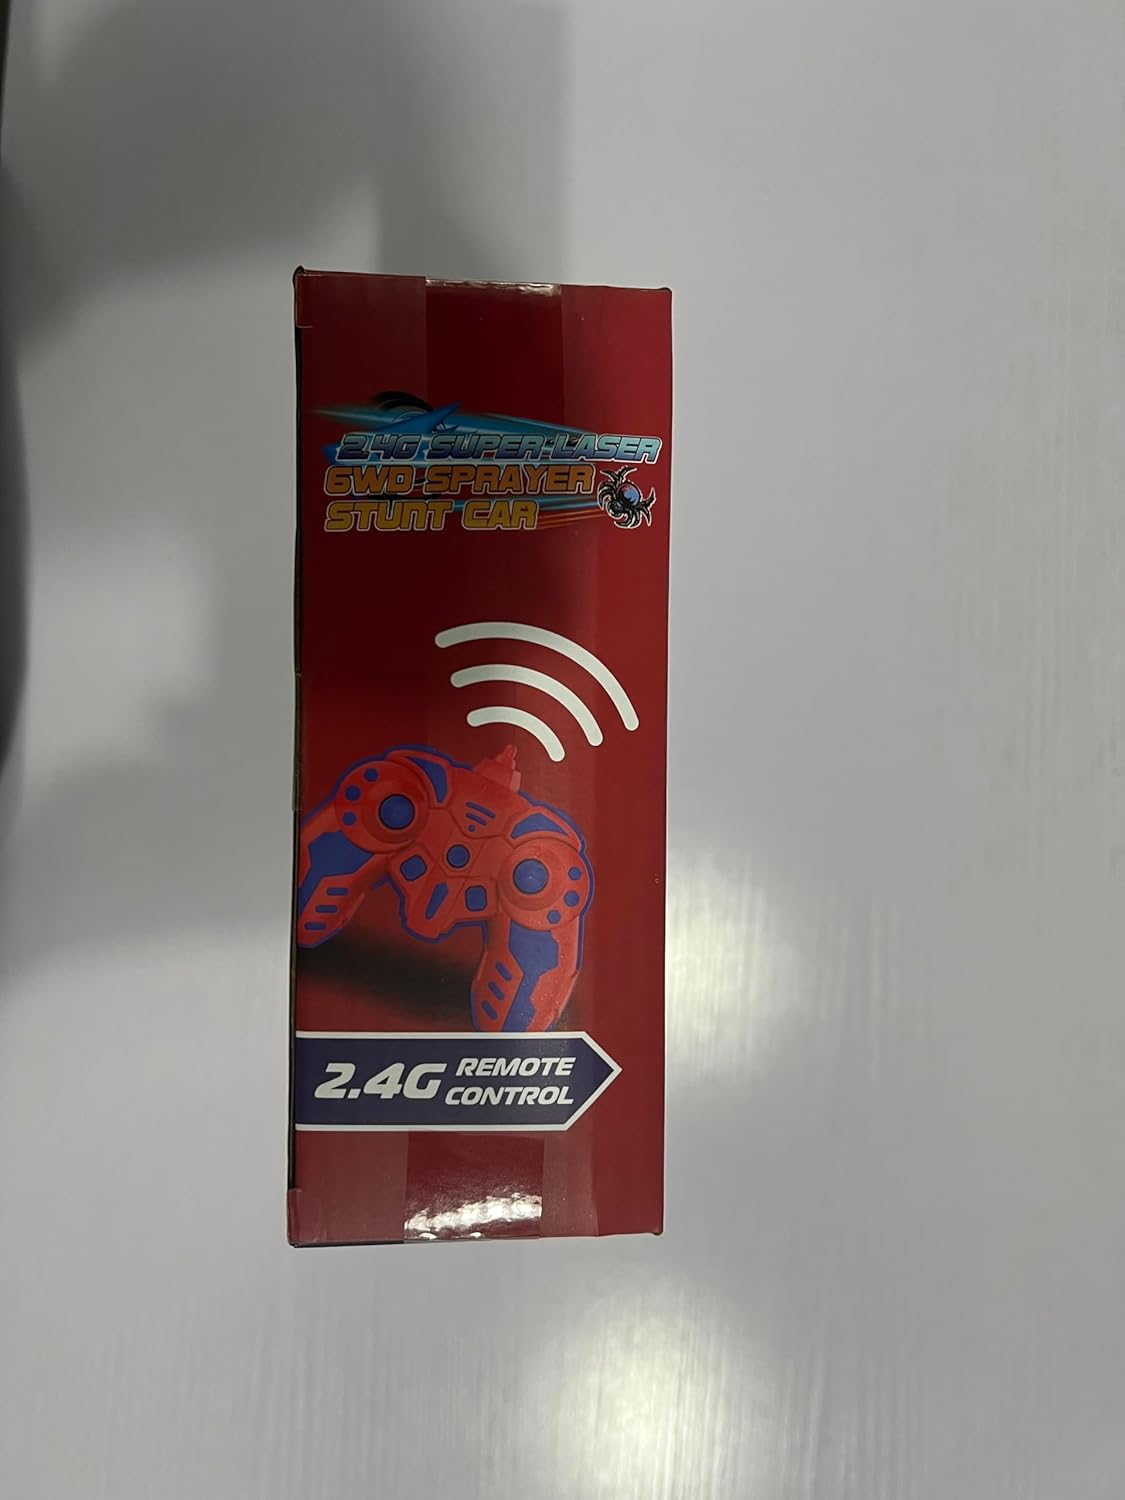 2.4G SUPER-LASER
6WD SPRAYER
STUNT CAR
2.4G REMOTE
CONTROL